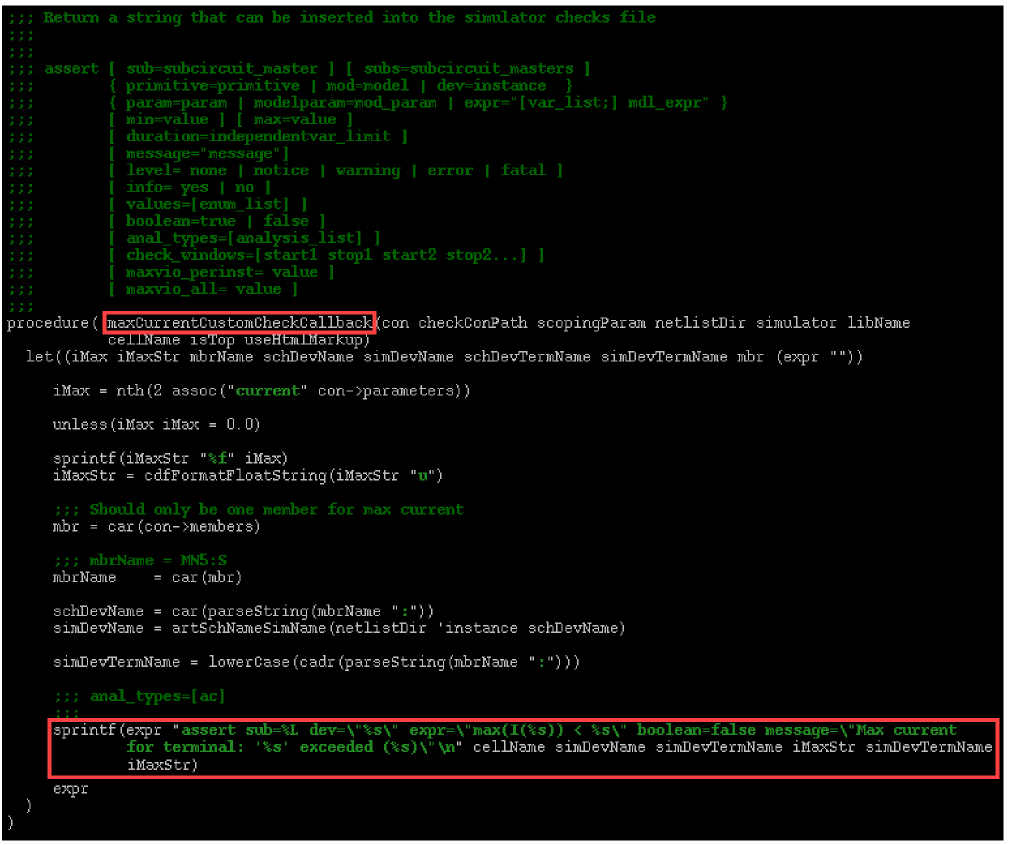 ;;; Return a string that can be inserted into the simulator checks file
;;;
;;;
;;; assert [ sub=subcircuit_master ] [ subs=subcircuit_masters ]
;;;        { primitive=primitive | mod=model | dev=instance  }
;;;        { param=param | modelparam=mod_param | expr="[var_list;] mdl_expr" }
;;;        [ min=value ] [ max=value ]
;;;        [ duration=independentvar_limit ]
;;;        [ message="message"]
;;;        [ level= none | notice | warning | error | fatal ]
;;;        [ info= yes | no ]
;;;        [ values=[enum_list] ]
;;;        [ boolean=true | false ]
;;;        [ anal_types=[analysis_list] ]
;;;        [ check_windows=[start1 stop1 start2 stop2...] ]
;;;        [ maxvio_perinst= value ]
;;;        [ maxvio_all= value ]
;;;
procedure( maxCurrentCustomCheckCallback(con checkConPath scopingParam netlistDir simulator libName
           cellName isTop useHtmlMarkup)
  let((iMax iMaxStr mbrName schDevName simDevName schDevTermName simDevTermName mbr (expr ""))
     iMax = nth(2 assoc("current" con->parameters))
     unless(iMax iMax = 0.0)
     sprintf(iMaxStr "%f" iMax)
     iMaxStr = cdfFormatFloatString(iMaxStr "u")
     ;;; Should only be one member for max current
     mbr = car(con->members)
     ;;; mbrName = MN5:S
     mbrName    = car(mbr)
     schDevName = car(parseString(mbrName ":"))
     simDevName = artSchNameSimName(netlistDir 'instance schDevName)
     simDevTermName = lowerCase(cadr(parseString(mbrName ":")))
     ;;; anal_types=[ac]
     ;;;
     sprintf(expr "assert sub=%L dev=\"%s\" expr=\"max(I(%s)) < %s\" boolean=false message=\"Max current
             for terminal: '%s' exceeded (%s)\"\n" cellName simDevName simDevTermName iMaxStr simDevTermName
             iMaxStr)
     expr
  )
)